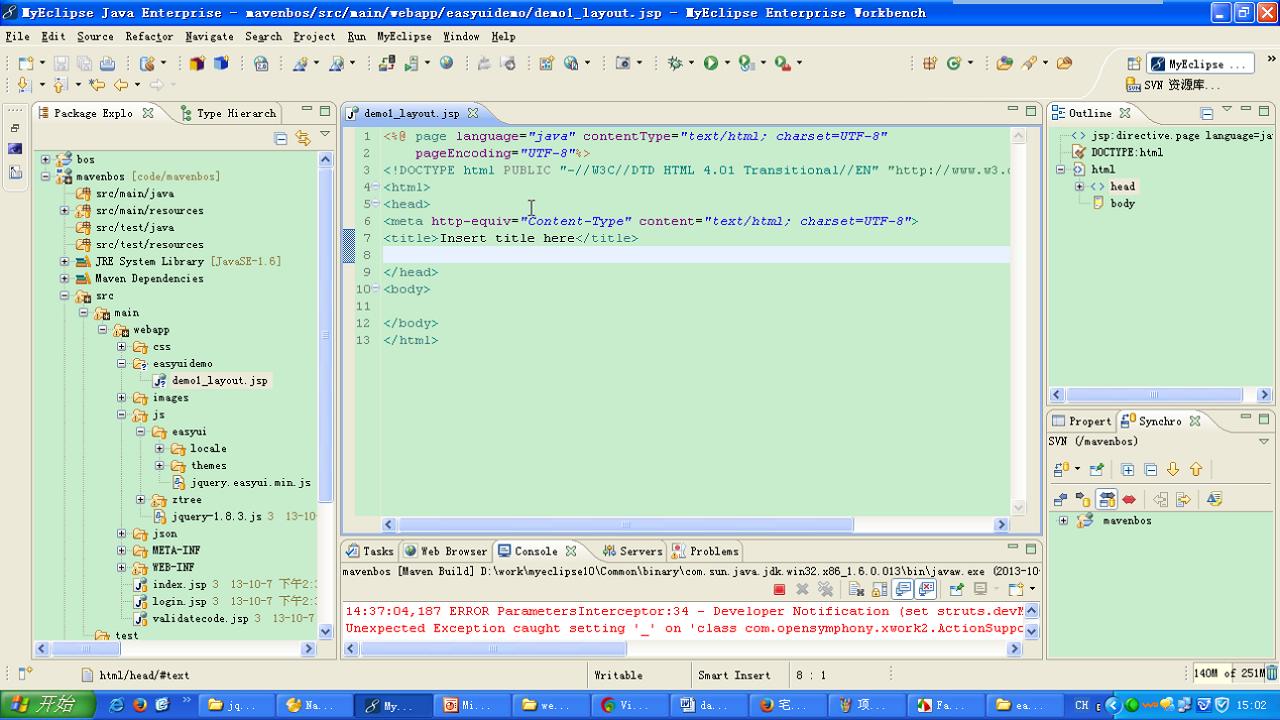 MyEclipse Java Enterprise - mavenbos/src/main/webapp/easyuidemo/demo1_layout.jsp - MyEclipse Enterprise Workbench
File Edit Source Refactor Navigate Search Project Run MyEclipse Window Help
MyEclipse ...
SVN 资源库...
Package Explo
Type Hierarch
bos
mavenbos [code/mavenbos]
src/main/java
src/main/resources
src/test/java
src/test/resources
JRE System Library [JavaSE-1.6]
Maven Dependencies
src
main
webapp
css
easyuidemo
demo1_layout.jsp
images
js
easyui
locale
themes
jquery.easyui.min.js
ztree
jquery-1.8.3.js 3 13-10
json
META-INF
WEB-INF
index.jsp 3 13-10-7 下午2:
login.jsp 3 13-10-7 下午2:
validatecode.jsp 3 13-10
test
demo1_layout.jsp
1 <%@ page language="java" contentType="text/html; charset=UTF-8"
2 pageEncoding="UTF-8"%>
3 <!DOCTYPE html PUBLIC "-//W3C//DTD HTML 4.01 Transitional//EN" "http://www.w3.o
4 <html>
5 <head>
6 <meta http-equiv="Content-Type" content="text/html; charset=UTF-8">
7 <title>Insert title here</title>
8
9 </head>
10 <body>
11
12 </body>
13 </html>
Outline
jsp:directive.page language=ja
DOCTYPE:html
html
head
body
Propert
Synchro
SVN (/mavenbos)
mavenbos
Tasks Web Browser Console Servers Problems
mavenbos [Maven Build] D:\work\myeclipse10\Common\binary\com.sun.java.jdk.win32.x86_1.6.0.013\bin\javaw.exe (2013-10-
14:37:04,187 ERROR ParametersInterceptor:34 - Developer Notification (set struts.devM
Unexpected Exception caught setting '_' on 'class com.opensymphony.xwork2.ActionSuppo
html/head/#text
Writable
Smart Insert
8 : 1
140M of 251M
开始
jq...
Na...
My...
Mi...
we...
Vi...
da...
宅...
项...
Fa...
ea...
CH
15:02